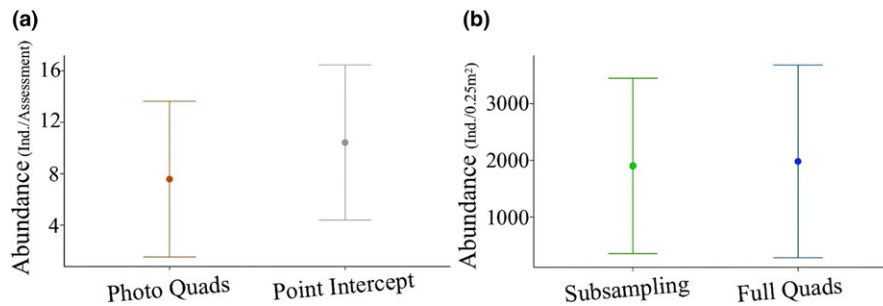 (a)
Abundance (Ind./Assessment)
16
12
8
4
Photo Quads
Point Intercept
(b)
Abundance (Ind./0.25m²)
3000
2000
1000
Subsampling
Full Quads